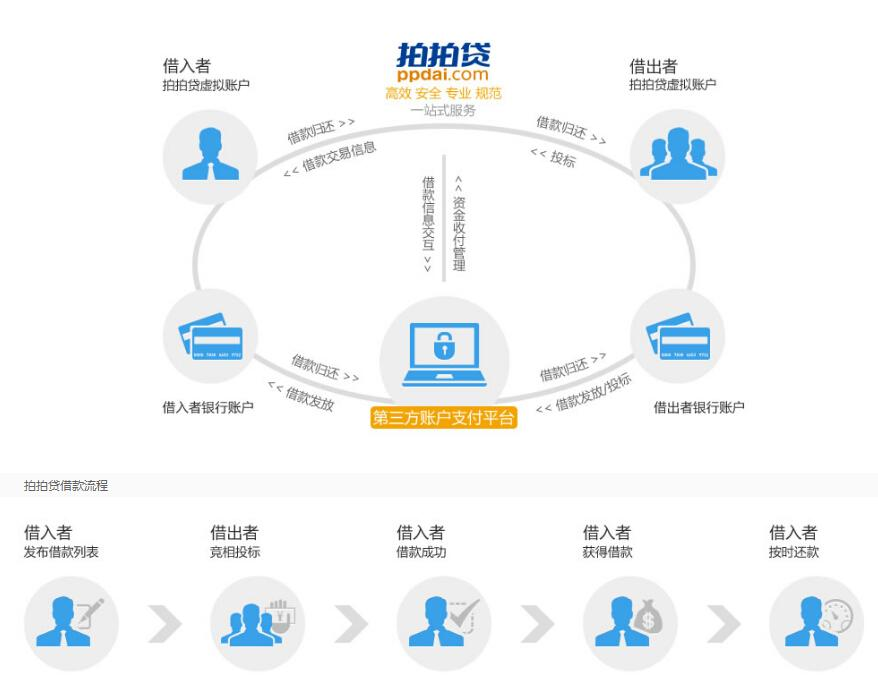 拍拍贷
ppdai.com
高效 安全 专业 规范
一站式服务
借入者
拍拍贷虚拟账户
借出者
拍拍贷虚拟账户
借款归还 >>
<< 借款交易信息
借款归还 >>
<< 投标
借款信息交互 >>
<< 资金收付管理
借款归还 >>
<< 借款发放
借款归还 >>
<< 借款发放/投标
借入者银行账户
第三方账户支付平台
借出者银行账户
拍拍贷借款流程
借入者
发布借款列表
借出者
竞相投标
借入者
借款成功
借入者
获得借款
借入者
按时还款